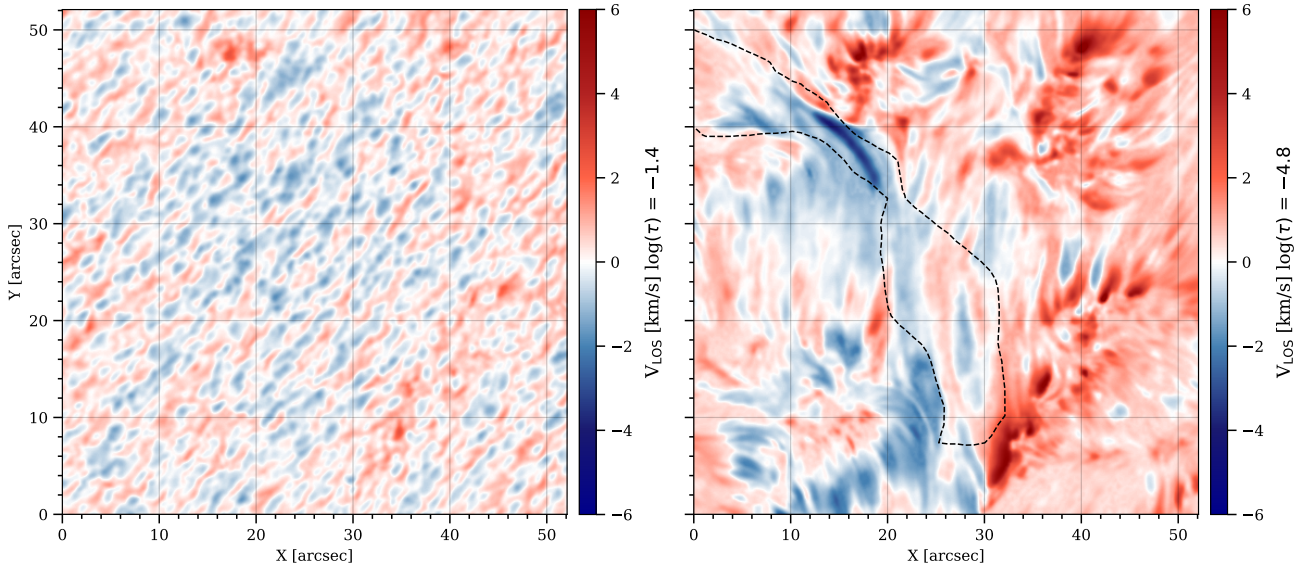 50
40
30
20
10
0
Y [arcsec]
0 10 20 30 40 50
X [arcsec]
6
4
2
0
−2
−4
−6
V_LOS [km/s] log(τ) = −1.4
0 10 20 30 40 50
X [arcsec]
6
4
2
0
−2
−4
−6
V_LOS [km/s] log(τ) = −4.8